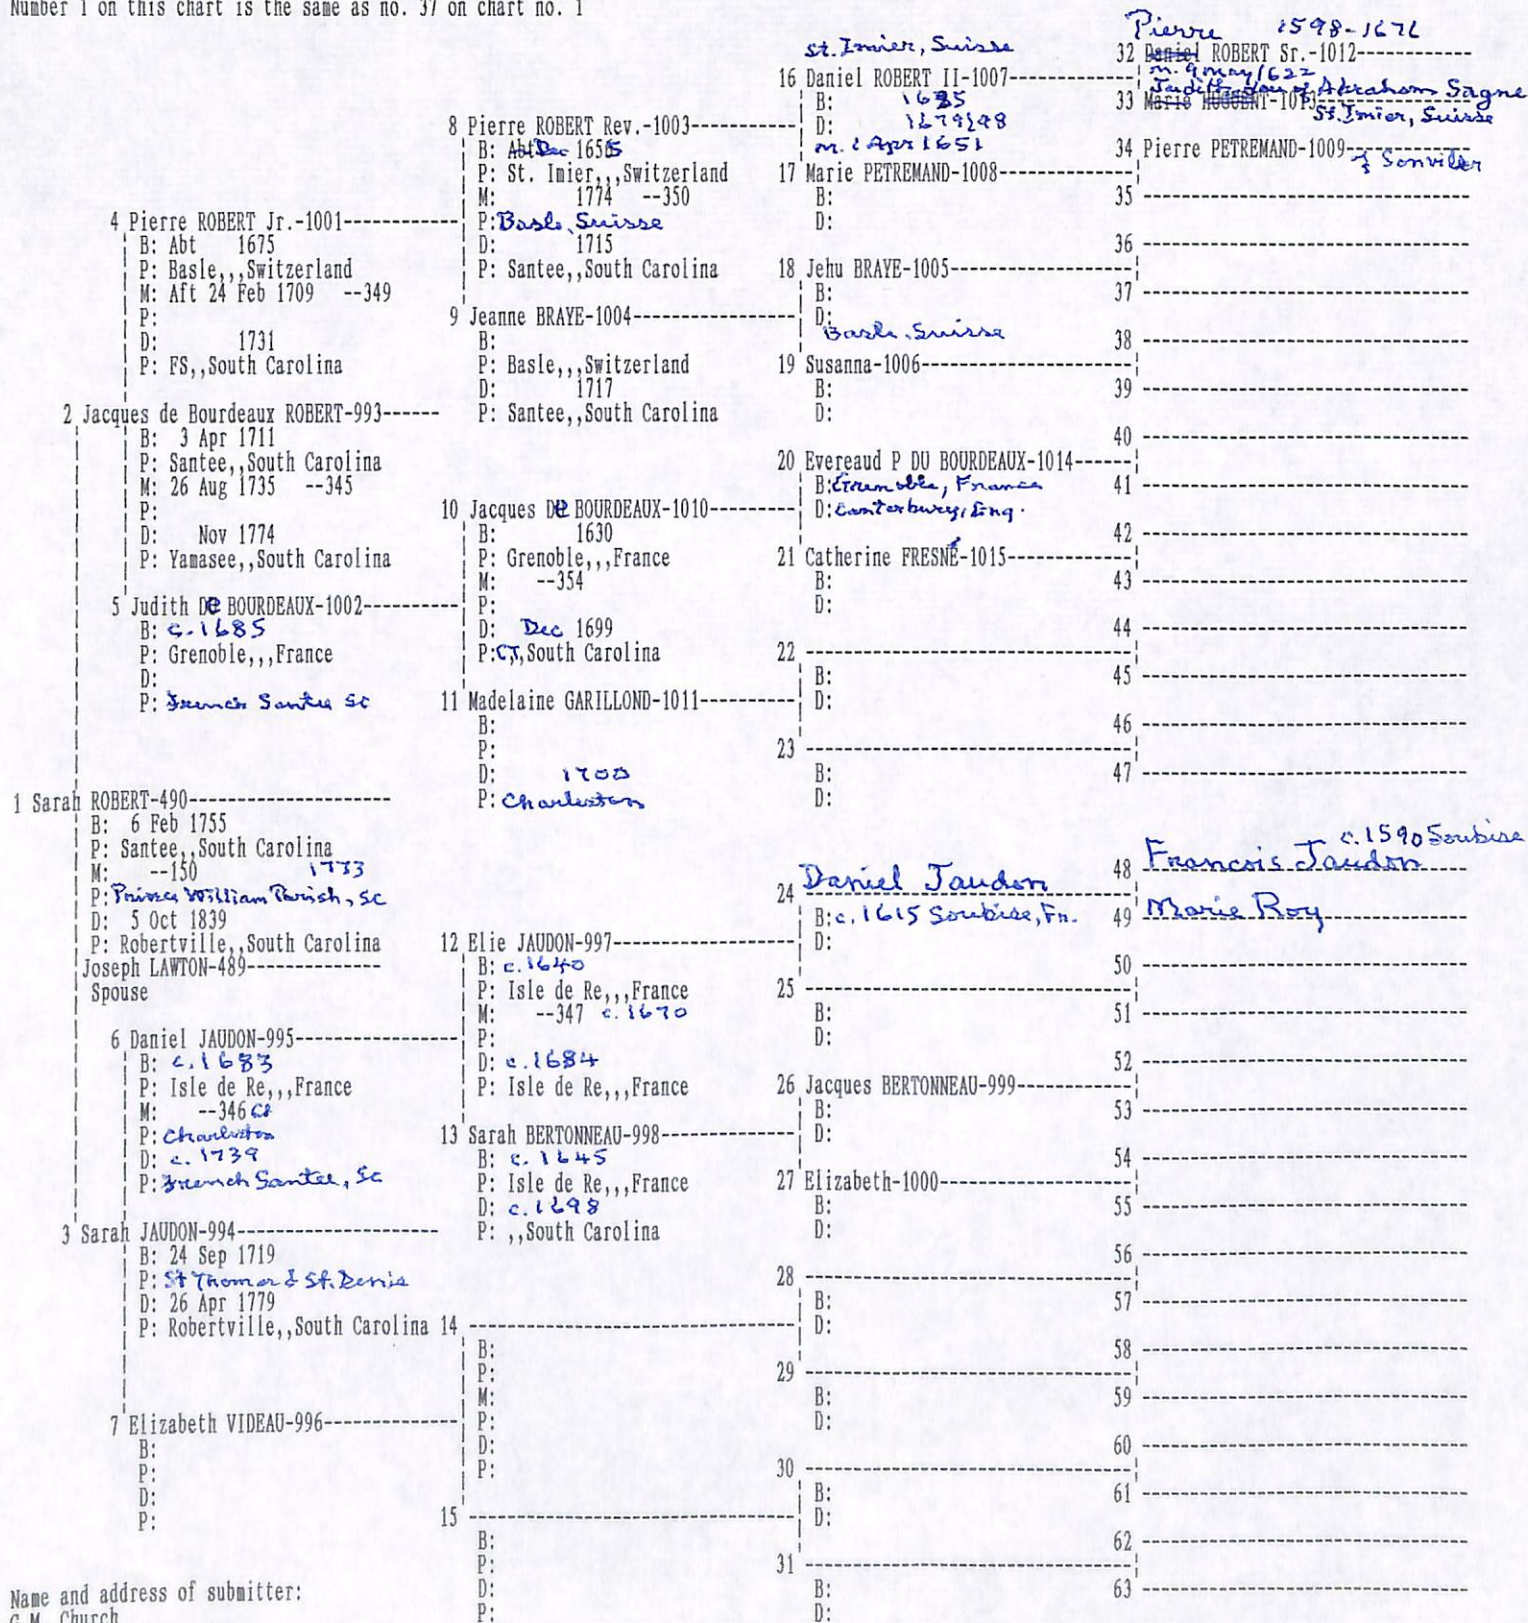 Number 1 on this chart is the same as no. 37 on chart no. 1
Pierre 1598-1676
32 Daniel ROBERT Sr.-1012
m. 9 May 1622
Judith dau of Abraham Sagne
33 Marie HUGUENT-1013
St. Imier, Suisse
St. Imier, Suisse
16 Daniel ROBERT II-1007
B: 1625
D: 1679/98
m. Apr 1651
34 Pierre PETREMAND-1009 of Sonvilier
8 Pierre ROBERT Rev.-1003
B: Abt Dec 1655
P: St. Imier,,,Switzerland
M: 1774 --350
P: Basle, Suisse
D: 1715
P: Santee,,South Carolina
17 Marie PETREMAND-1008
B:
D:
35
36
4 Pierre ROBERT Jr.-1001
B: Abt 1675
P: Basle,,,Switzerland
M: Aft 24 Feb 1709 --349
P:
D: 1731
P: FS,,South Carolina
18 Jehu BRAYE-1005
B:
D:
Basle, Suisse
37
38
9 Jeanne BRAYE-1004
B:
P: Basle,,,Switzerland
D: 1717
P: Santee,,South Carolina
19 Susanna-1006
B:
D:
39
40
2 Jacques de Bourdeaux ROBERT-993
B: 3 Apr 1711
P: Santee,,South Carolina
M: 26 Aug 1735 --345
P:
D: Nov 1774
P: Yamasee,,South Carolina
20 Evereaud P DU BOURDEAUX-1014
B: Grenoble, France
D: Canterbury, Eng.
41
42
10 Jacques De BOURDEAUX-1010
B: 1630
P: Grenoble,,,France
M: --354
P:
D: Dec 1699
P: CT,,South Carolina
21 Catherine FRESNÉ-1015
B:
D:
43
44
5 Judith De BOURDEAUX-1002
B: c.1685
P: Grenoble,,,France
D:
P: French Santee SC
22
B:
D:
45
46
11 Madelaine GARILLOND-1011
B:
P:
D: 1700
P: Charleston
23
B:
D:
47
1 Sarah ROBERT-490
B: 6 Feb 1755
P: Santee,,South Carolina
M: --150 1773
P: Prince William Parish, SC
D: 5 Oct 1839
P: Robertville,,South Carolina
Joseph LAWTON-489
Spouse
c.1590 Soubise
48 Francois Jaudon
24 Daniel Jaudon
B: c.1615 Soubise, Fr.
D:
49 Marie Roy
50
12 Elie JAUDON-997
B: c.1640
P: Isle de Re,,,France
M: --347 c.1670
P:
D: c.1684
P: Isle de Re,,,France
25
B:
D:
51
52
6 Daniel JAUDON-995
B: c.1683
P: Isle de Re,,,France
M: --346
P: Charleston
D: c.1739
P: French Santee, SC
26 Jacques BERTONNEAU-999
B:
D:
53
54
13 Sarah BERTONNEAU-998
B: c.1645
P: Isle de Re,,,France
D: c.1698
P: ,,South Carolina
27 Elizabeth-1000
B:
D:
55
56
3 Sarah JAUDON-994
B: 24 Sep 1719
P: St Thomas & St. Denis
D: 26 Apr 1779
P: Robertville,,South Carolina
28
B:
D:
57
58
14
B:
P:
M:
P:
D:
P:
29
B:
D:
59
60
7 Elizabeth VIDEAU-996
B:
P:
D:
P:
30
B:
D:
61
62
15
B:
P:
D:
P:
31
B:
D:
63
Name and address of submitter:
G.M. Church